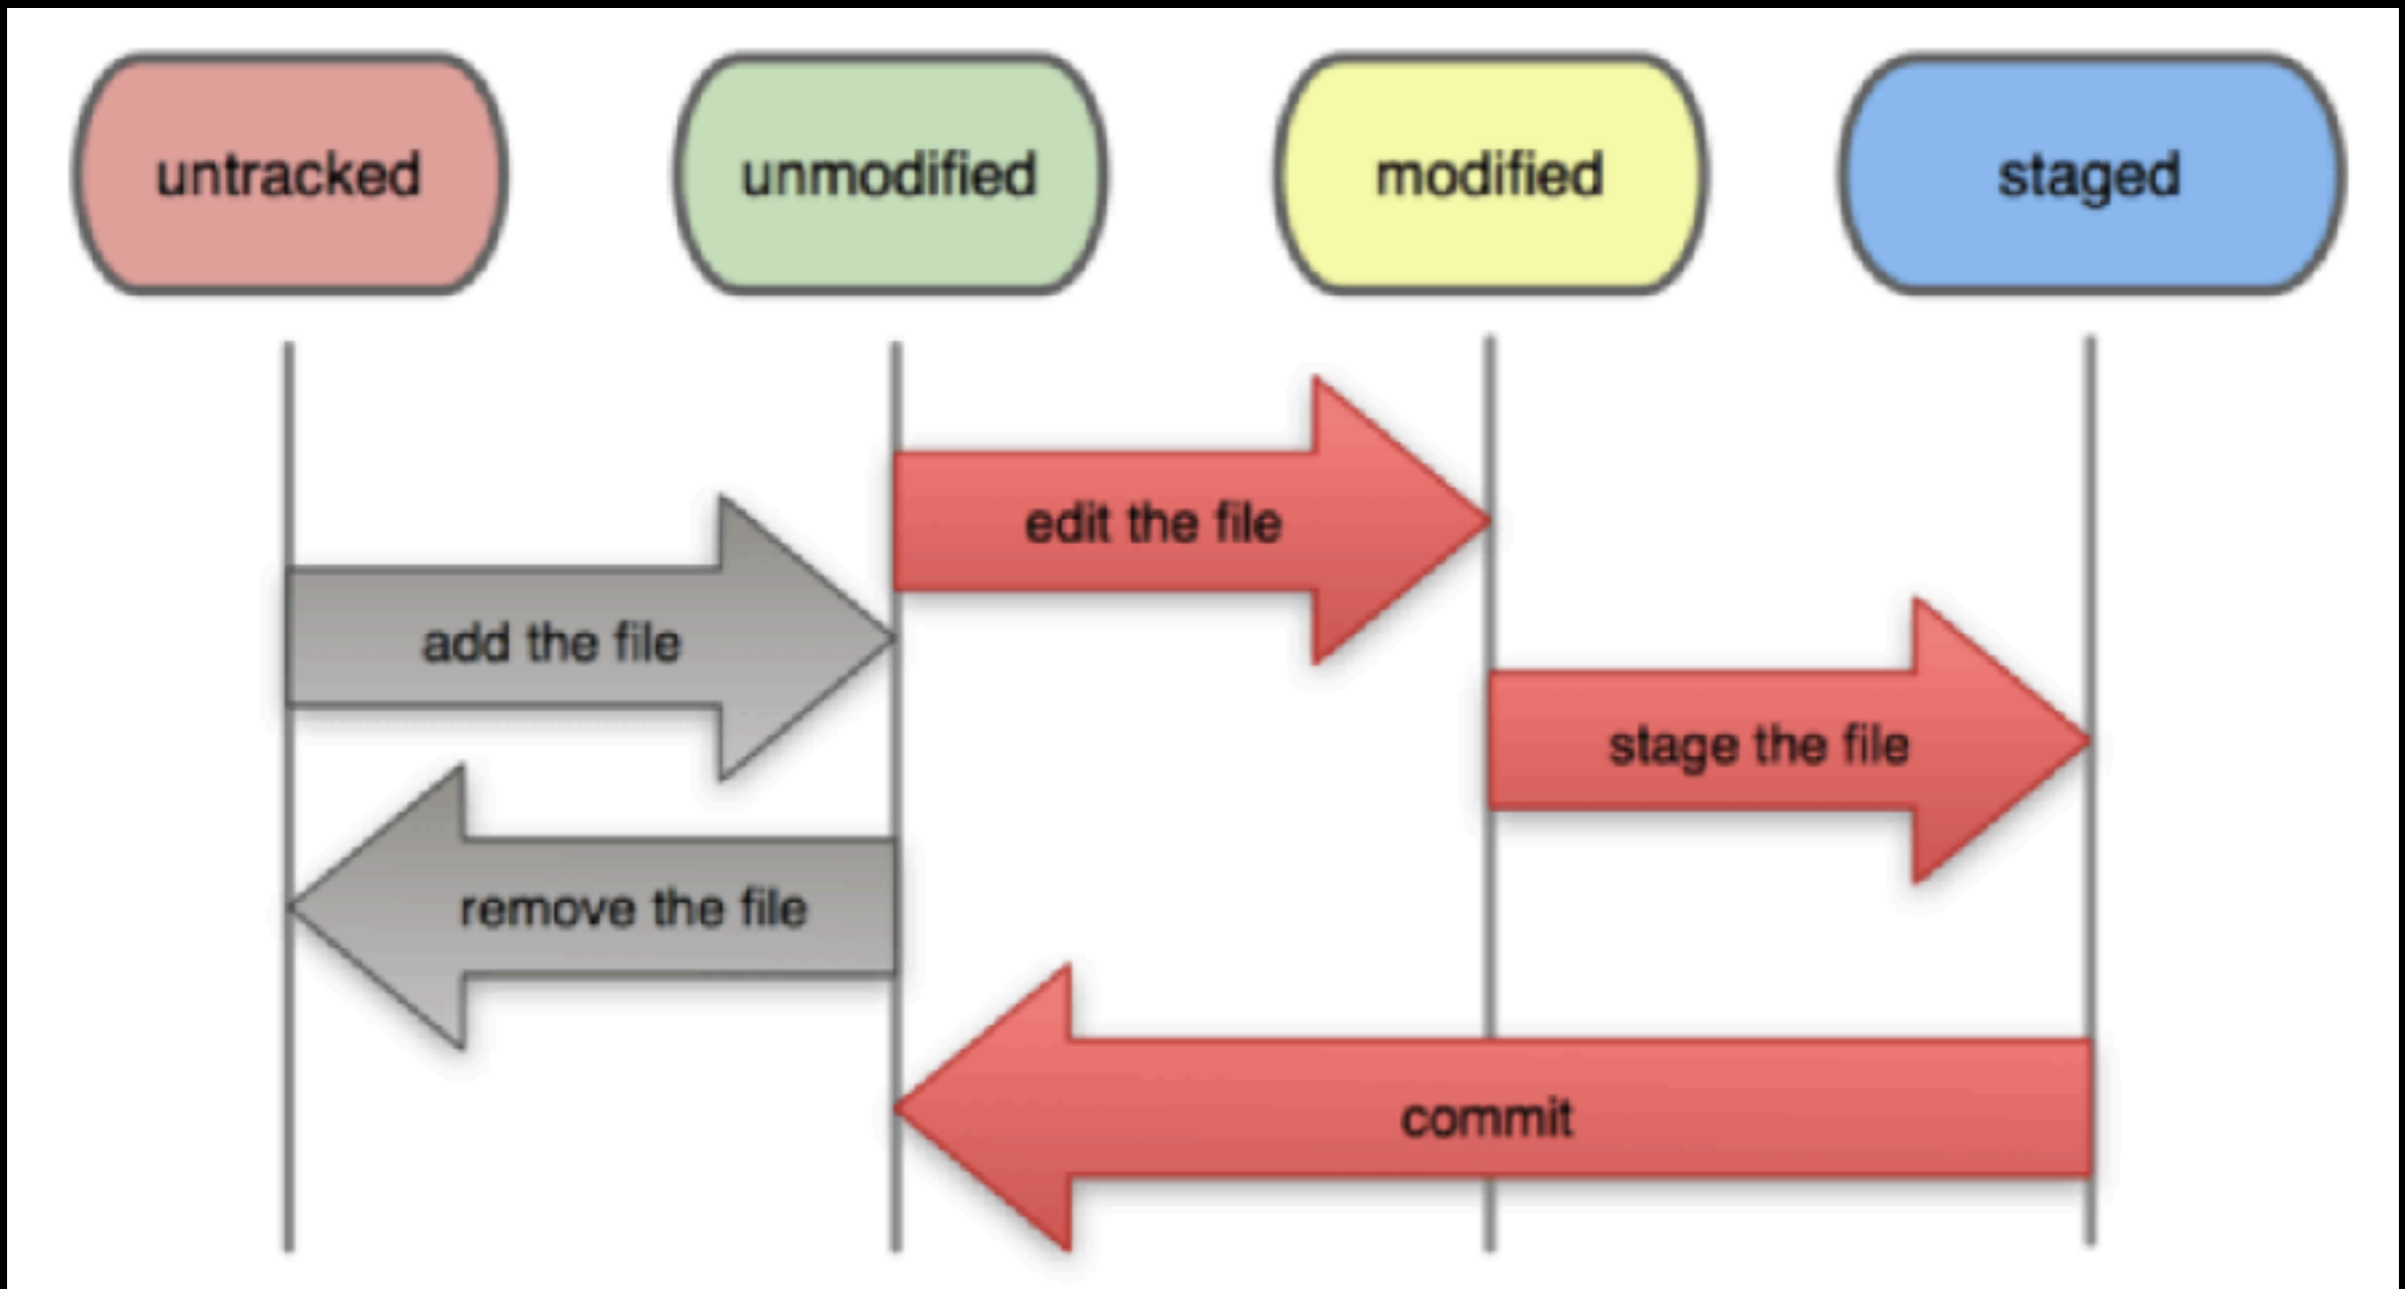 untracked
unmodified
modified
staged
edit the file
add the file
stage the file
remove the file
commit